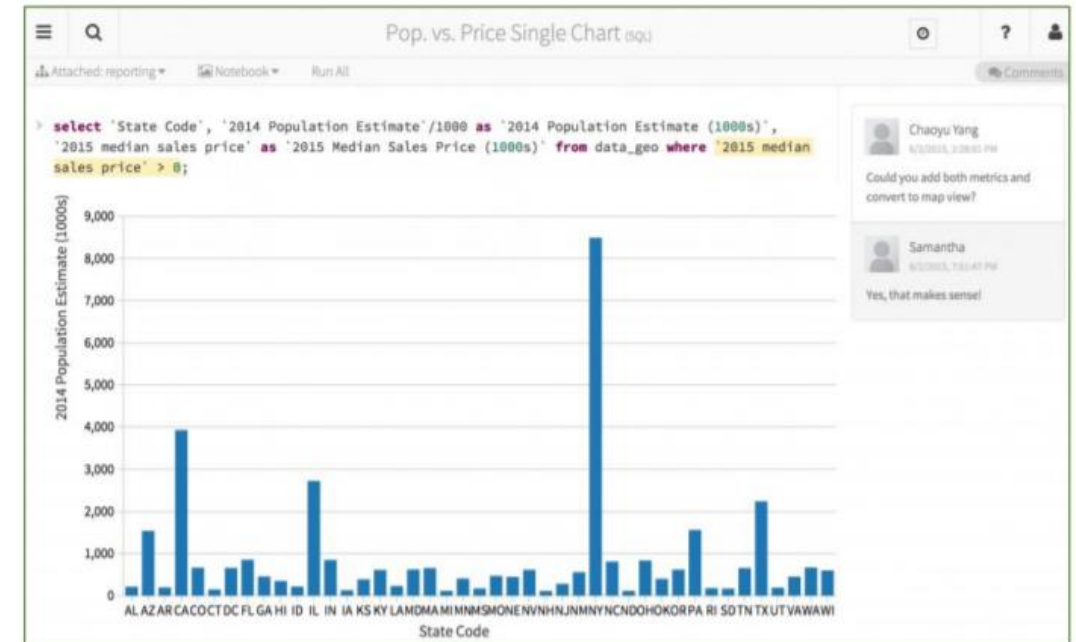 Pop. vs. Price Single Chart (SQL)
?
Attached: reporting
Notebook
Run All
Comments
> select `State Code`, `2014 Population Estimate`/1000 as `2014 Population Estimate (1000s)`,
`2015 median sales price` as `2015 Median Sales Price (1000s)` from data_geo where `2015 median
sales price` > 0;
Chaoyu Yang
Could you add both metrics and
convert to map view?
Samantha
Yes, that makes sense!
2014 Population Estimate (1000s)
9,000
8,000
7,000
6,000
5,000
4,000
3,000
2,000
1,000
0
AL AZ AR CA CO CT DC FL GA HI ID IL IN IA KS KY LA MD MA MI MN MS MO NE NV NH NJ NM NY NC ND OH OK OR PA RI SD TN TX UT VA WA WI
State Code